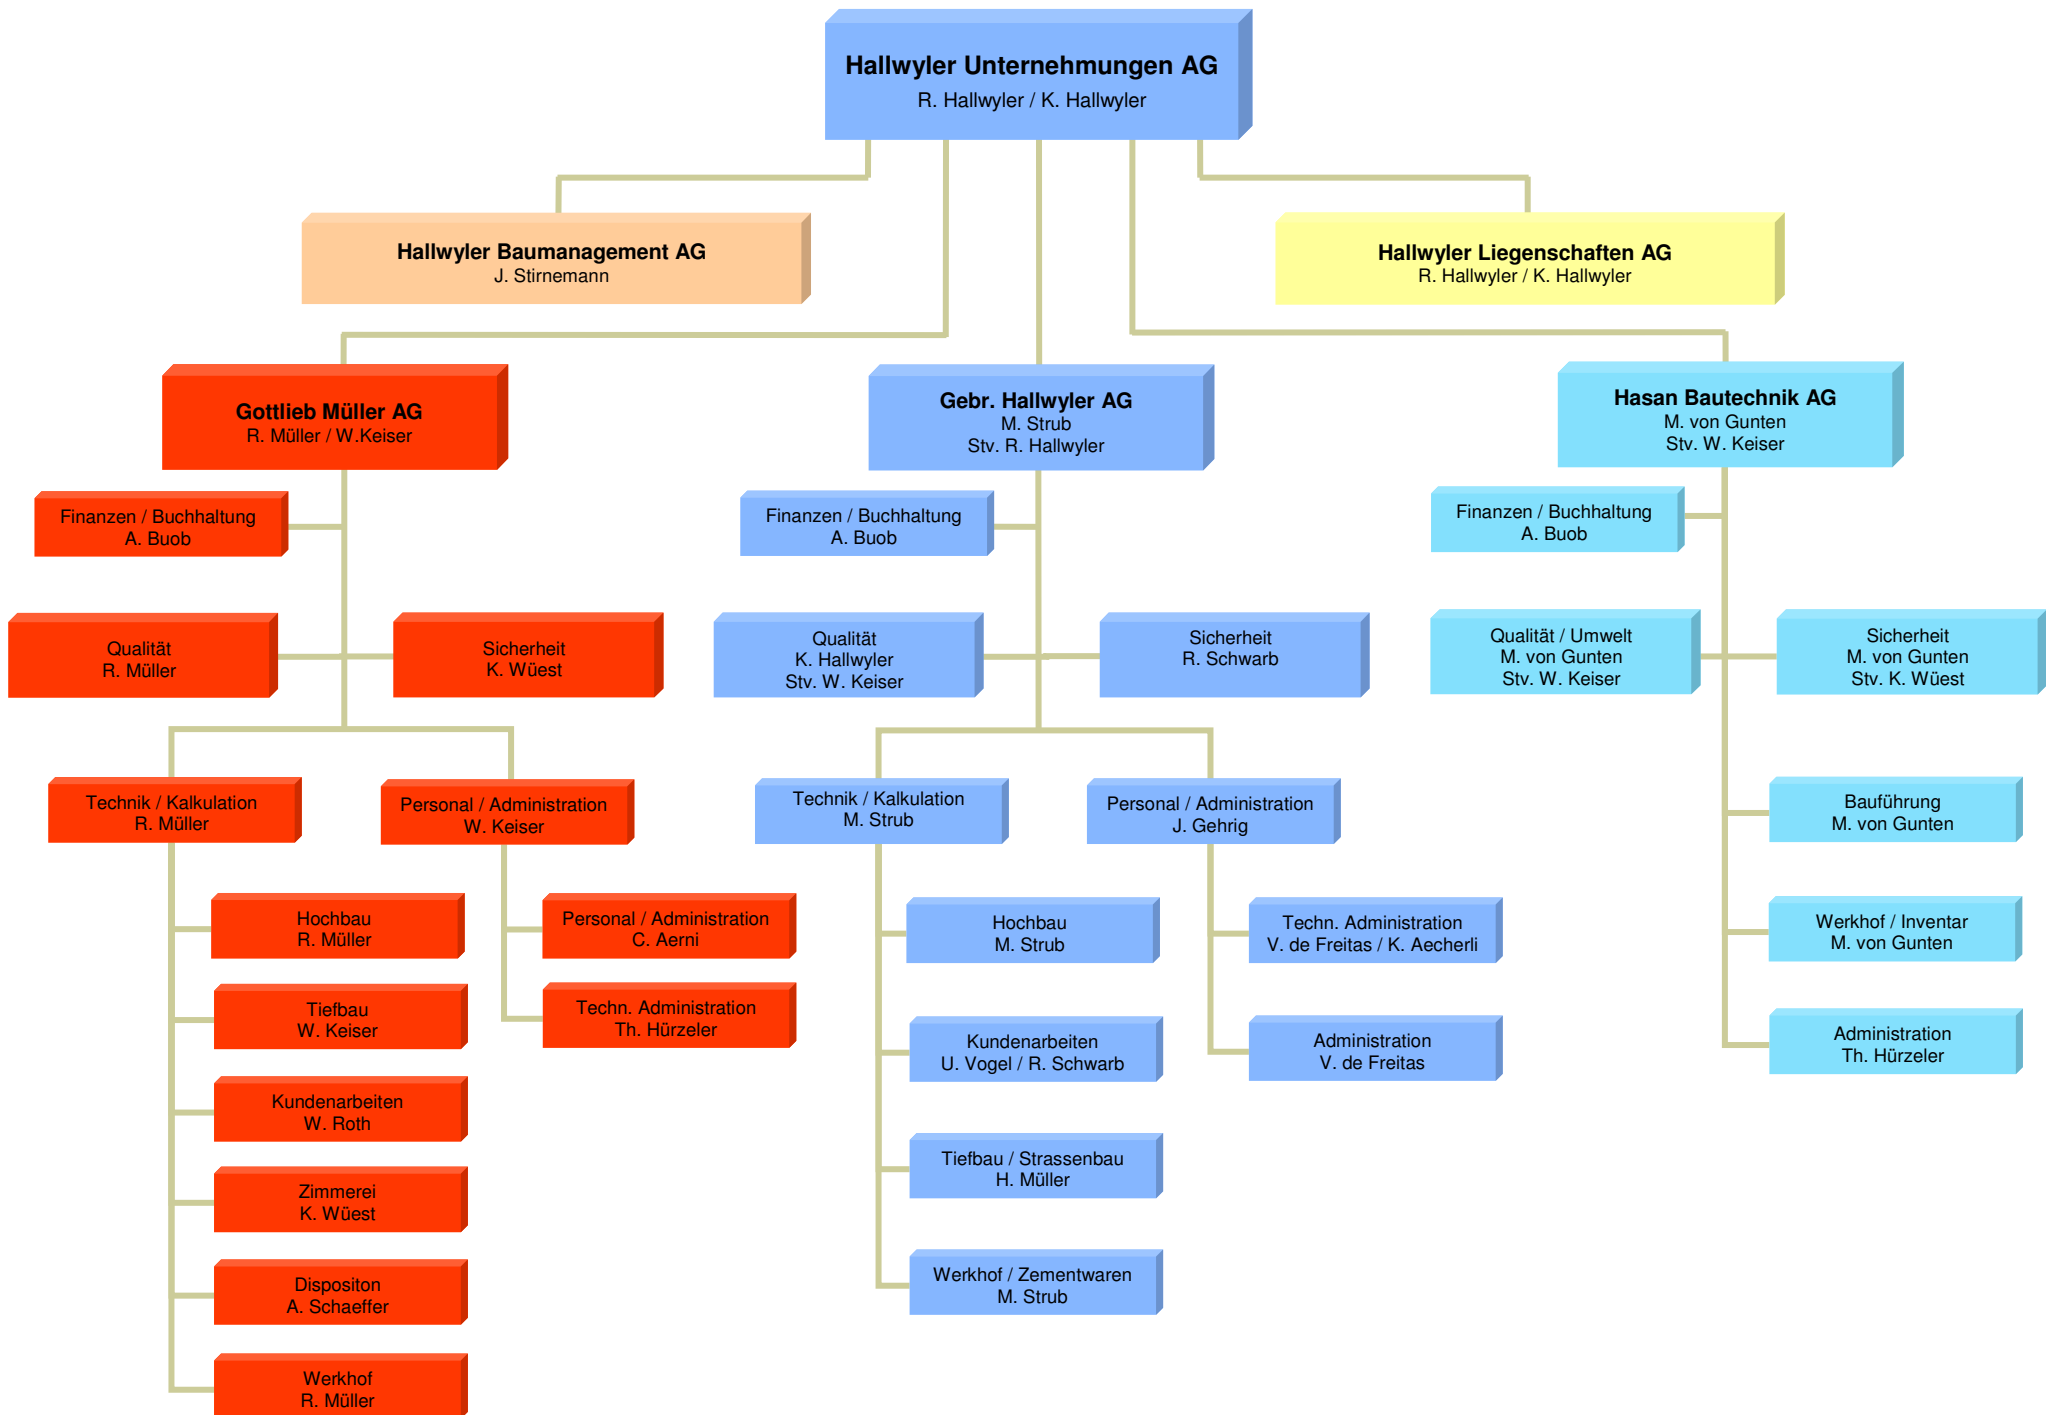 Hallwyler Unternehmungen AG
R. Hallwyler / K. Hallwyler
Hallwyler Baumanagement AG
J. Stirnemann
Hallwyler Liegenschaften AG
R. Hallwyler / K. Hallwyler
Gottlieb Müller AG
R. Müller / W.Keiser
Gebr. Hallwyler AG
M. Strub
Stv. R. Hallwyler
Hasan Bautechnik AG
M. von Gunten
Stv. W. Keiser
Finanzen / Buchhaltung
A. Buob
Qualität
R. Müller
Sicherheit
K. Wüest
Technik / Kalkulation
R. Müller
Personal / Administration
W. Keiser
Hochbau
R. Müller
Tiefbau
W. Keiser
Kundenarbeiten
W. Roth
Zimmerei
K. Wüest
Dispositon
A. Schaeffer
Werkhof
R. Müller
Personal / Administration
C. Aerni
Techn. Administration
Th. Hürzeler
Finanzen / Buchhaltung
A. Buob
Qualität
K. Hallwyler
Stv. W. Keiser
Sicherheit
R. Schwarb
Technik / Kalkulation
M. Strub
Personal / Administration
J. Gehrig
Hochbau
M. Strub
Kundenarbeiten
U. Vogel / R. Schwarb
Tiefbau / Strassenbau
H. Müller
Werkhof / Zementwaren
M. Strub
Techn. Administration
V. de Freitas / K. Aecherli
Administration
V. de Freitas
Finanzen / Buchhaltung
A. Buob
Qualität / Umwelt
M. von Gunten
Stv. W. Keiser
Sicherheit
M. von Gunten
Stv. K. Wüest
Bauführung
M. von Gunten
Werkhof / Inventar
M. von Gunten
Administration
Th. Hürzeler